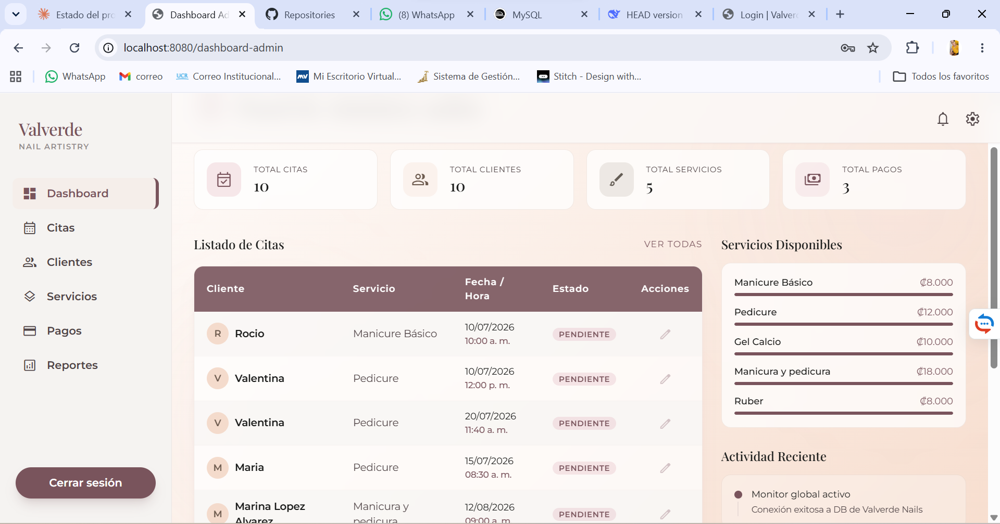 Estado del pro
Dashboard Ad
Repositories
(8) WhatsApp
MySQL
HEAD version
Login | Valverd
localhost:8080/dashboard-admin
WhatsApp
correo
UCR
Correo Institucional...
MV
Mi Escritorio Virtual...
Sistema de Gestión...
Stitch - Design with...
Todos los favoritos
Valverde
NAIL ARTISTRY
Dashboard
Citas
Clientes
Servicios
Pagos
Reportes
Cerrar sesión
TOTAL CITAS
10
TOTAL CLIENTES
10
TOTAL SERVICIOS
5
TOTAL PAGOS
3
Listado de Citas
VER TODAS
Cliente
Servicio
Fecha /
Hora
Estado
Acciones
R
Rocio
Manicure Básico
10/07/2026
10:00 a. m.
PENDIENTE
V
Valentina
Pedicure
10/07/2026
12:00 p. m.
PENDIENTE
V
Valentina
Pedicure
20/07/2026
11:40 a. m.
PENDIENTE
M
Maria
Pedicure
15/07/2026
08:30 a. m.
PENDIENTE
M
Marina Lopez
Alvarez
Manicura y
pedicura
12/08/2026
09:00 a. m.
PENDIENTE
Servicios Disponibles
Manicure Básico
₡8.000
Pedicure
₡12.000
Gel Calcio
₡10.000
Manicura y pedicura
₡18.000
Ruber
₡8.000
Actividad Reciente
Monitor global activo
Conexión exitosa a DB de Valverde Nails